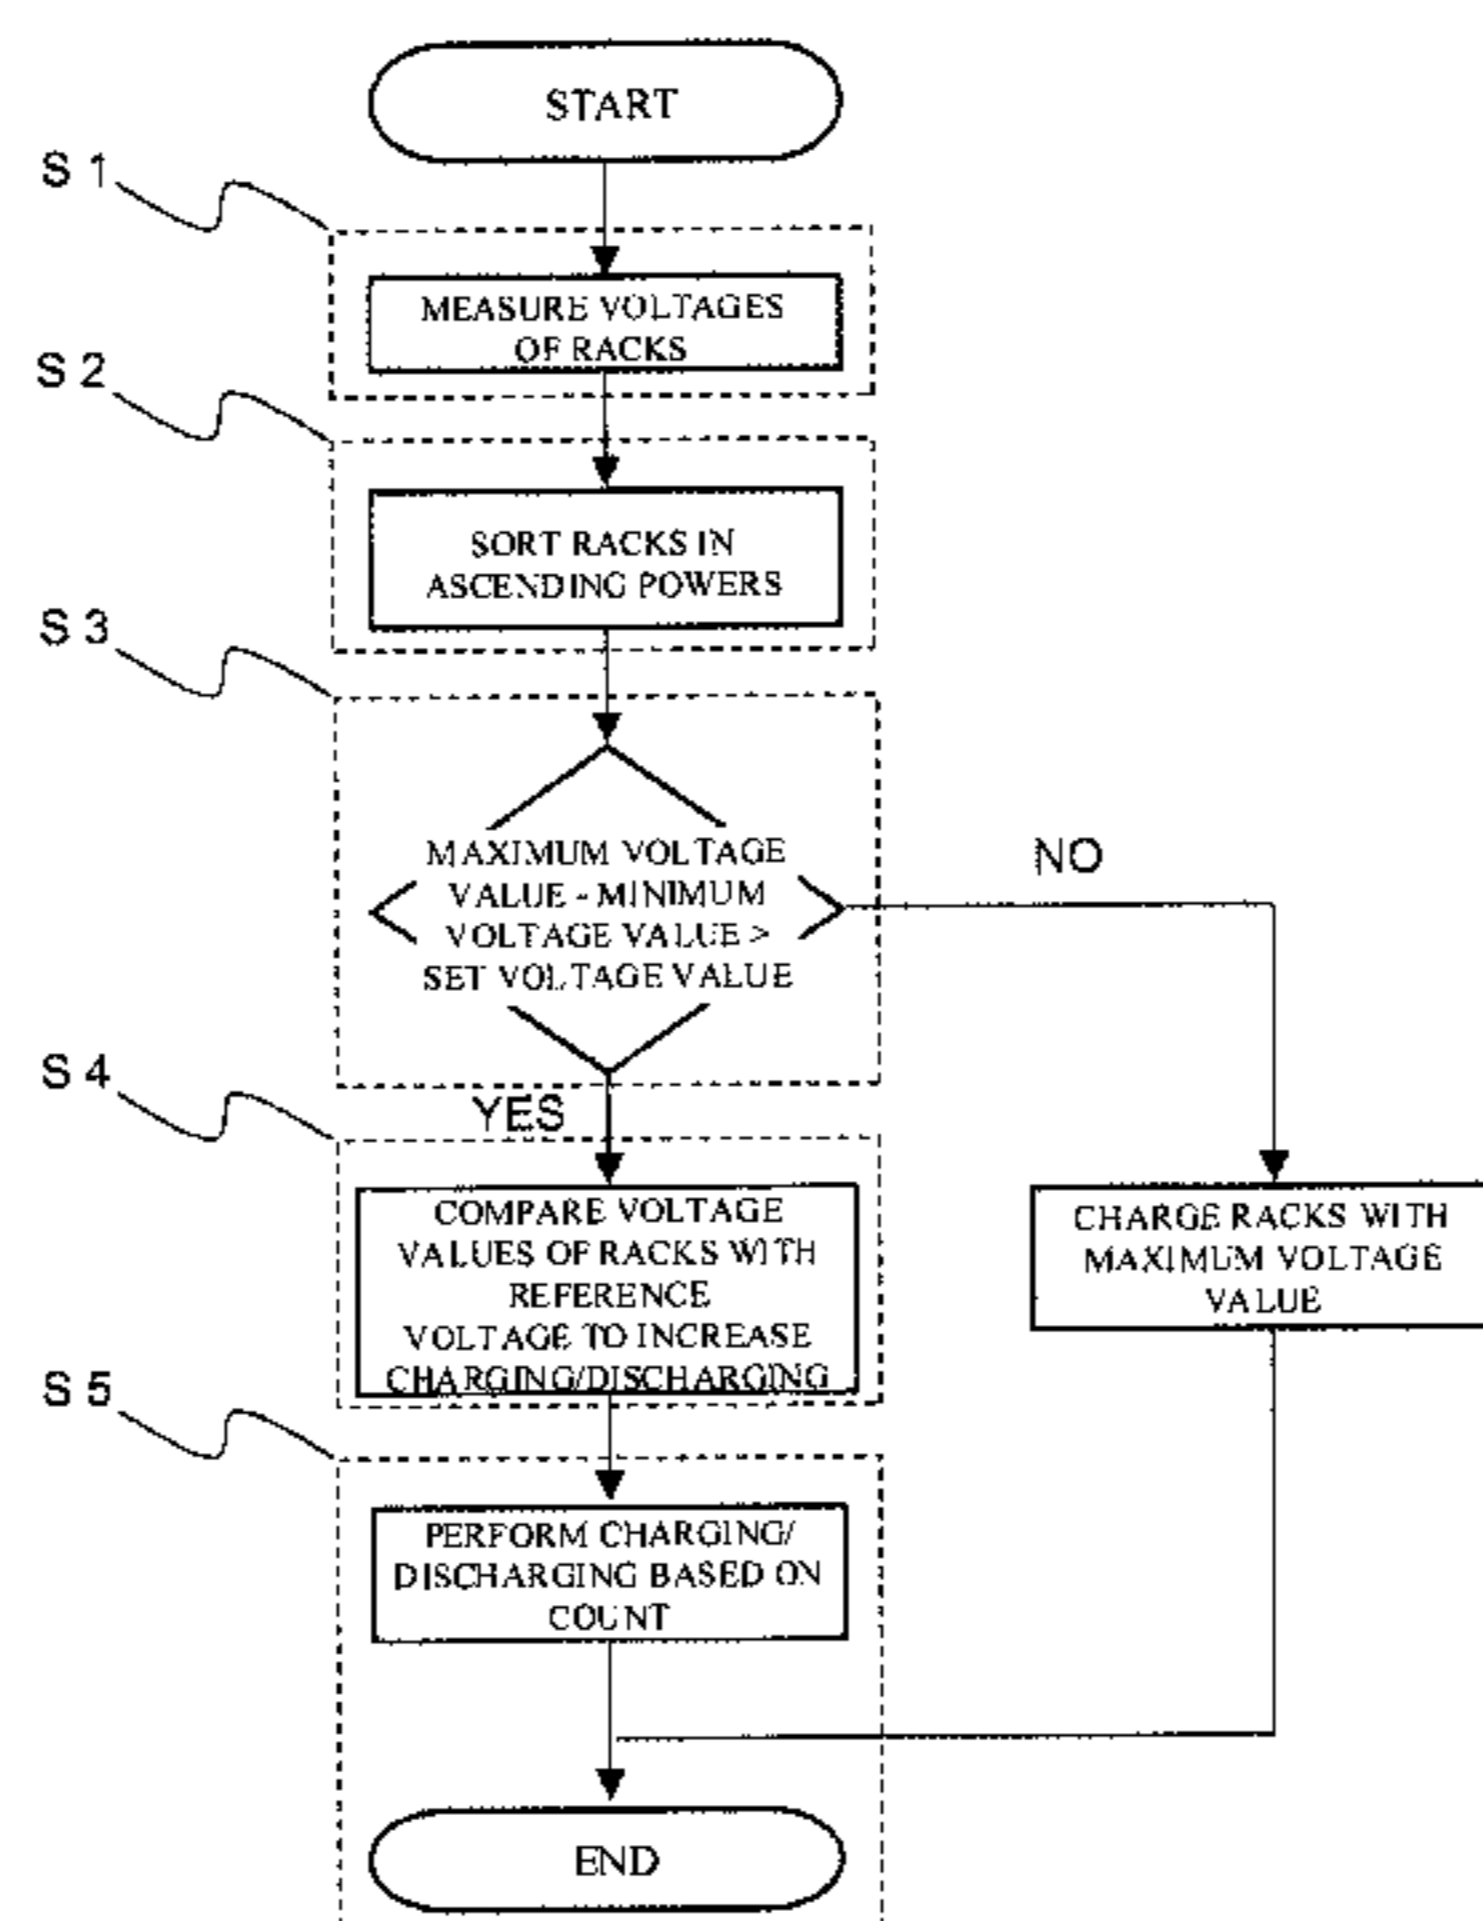 START
S 1
MEASURE VOLTAGES
OF RACKS
S 2
SORT RACKS IN
ASCENDING POWERS
S 3
MAXIMUM VOLTAGE
VALUE - MINIMUM
VOLTAGE VALUE >
SET VOLTAGE VALUE
NO
YES
S 4
COMPARE VOLTAGE
VALUES OF RACKS WITH
REFERENCE
VOLTAGE TO INCREASE
CHARGING/DISCHARGING
CHARGE RACKS WITH
MAXIMUM VOLTAGE
VALUE
S 5
PERFORM CHARGING/
DISCHARGING BASED ON
COUNT
END